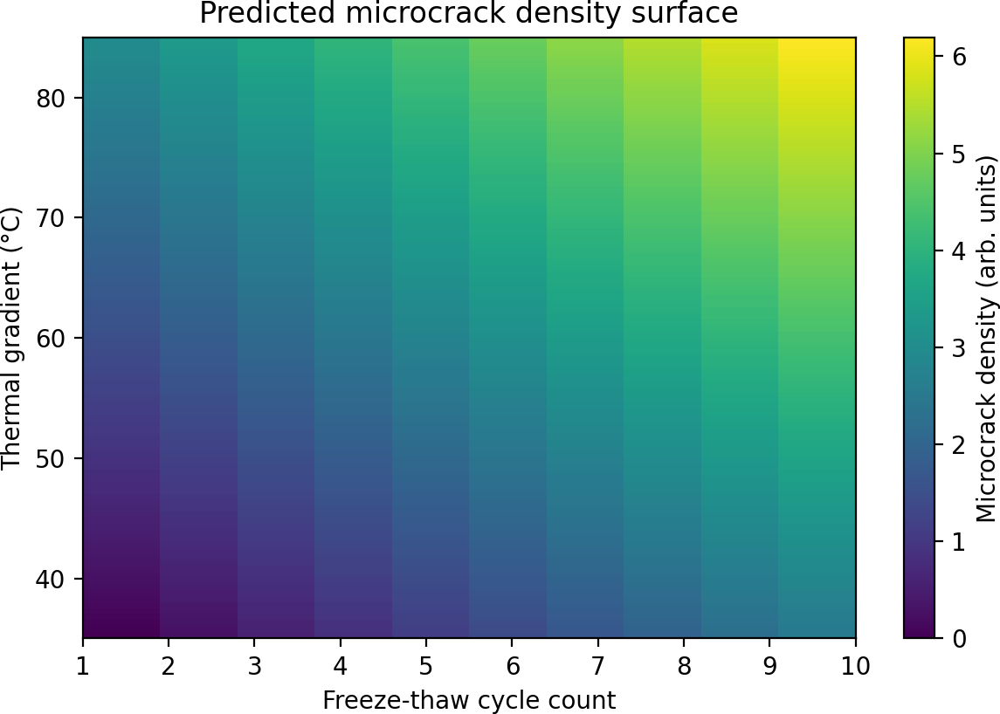 Predicted microcrack density surface
Thermal gradient (°C)
80
70
60
50
40
1 2 3 4 5 6 7 8 9 10
Freeze-thaw cycle count
6
5
4
3
2
1
0
Microcrack density (arb. units)